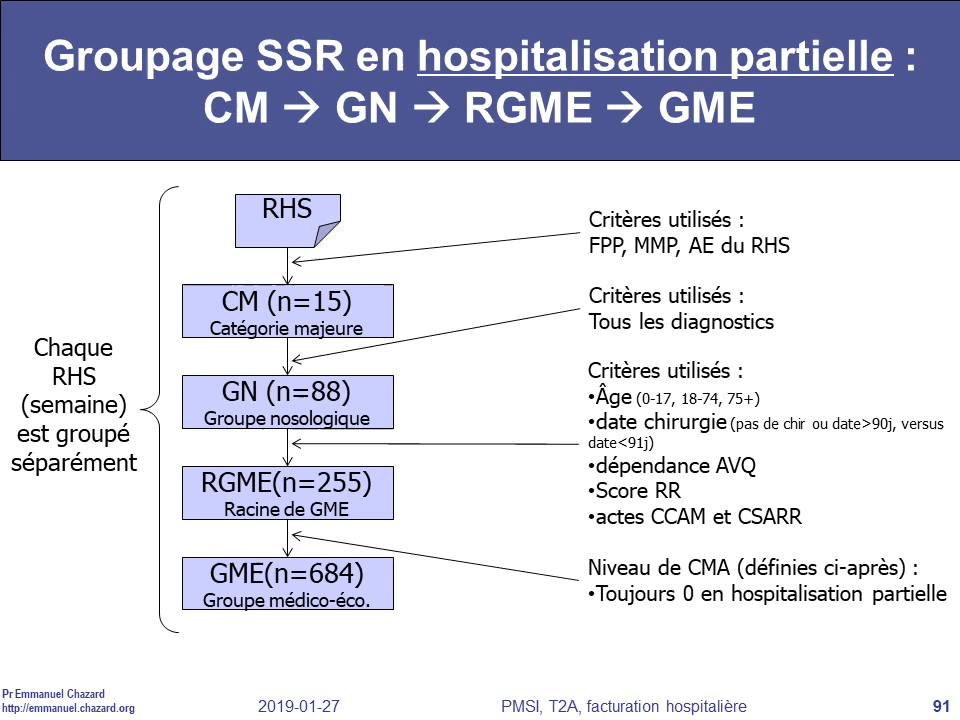 Groupage SSR en hospitalisation partielle :
CM → GN → RGME → GME
RHS
CM (n=15)
Catégorie majeure
GN (n=88)
Groupe nosologique
RGME(n=255)
Racine de GME
GME(n=684)
Groupe médico-éco.
Chaque
RHS
(semaine)
est groupé
séparément
Critères utilisés :
FPP, MMP, AE du RHS
Critères utilisés :
Tous les diagnostics
Critères utilisés :
•Âge (0-17, 18-74, 75+)
•date chirurgie (pas de chir ou date>90j, versus
date<91j)
•dépendance AVQ
•Score RR
•actes CCAM et CSARR
Niveau de CMA (définies ci-après) :
•Toujours 0 en hospitalisation partielle
Pr Emmanuel Chazard
http://emmanuel.chazard.org
2019-01-27
PMSI, T2A, facturation hospitalière
91